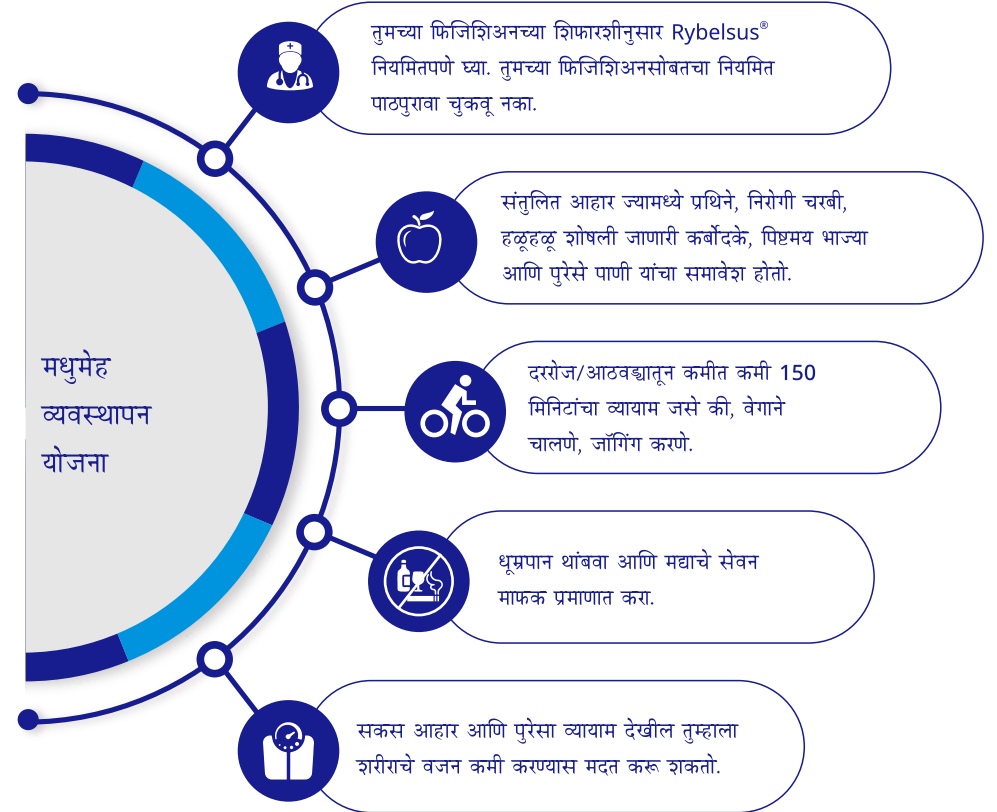 तुमच्या फिजिशिअनच्या शिफारशीनुसार Rybelsus®
नियमितपणे घ्या. तुमच्या फिजिशिअनसोबतचा नियमित
पाठपुरावा चुकवू नका.
संतुलित आहार ज्यामध्ये प्रथिने, निरोगी चरबी,
हळूहळू शोषली जाणारी कर्बोदके, पिष्टमय भाज्या
आणि पुरेसे पाणी यांचा समावेश होतो.
मधुमेह
व्यवस्थापन
योजना
दररोज/आठवड्यातून कमीत कमी 150
मिनिटांचा व्यायाम जसे की, वेगाने
चालणे, जॉगिंग करणे.
धूम्रपान थांबवा आणि मद्याचे सेवन
माफक प्रमाणात करा.
सकस आहार आणि पुरेसा व्यायाम देखील तुम्हाला
शरीराचे वजन कमी करण्यास मदत करू शकतो.